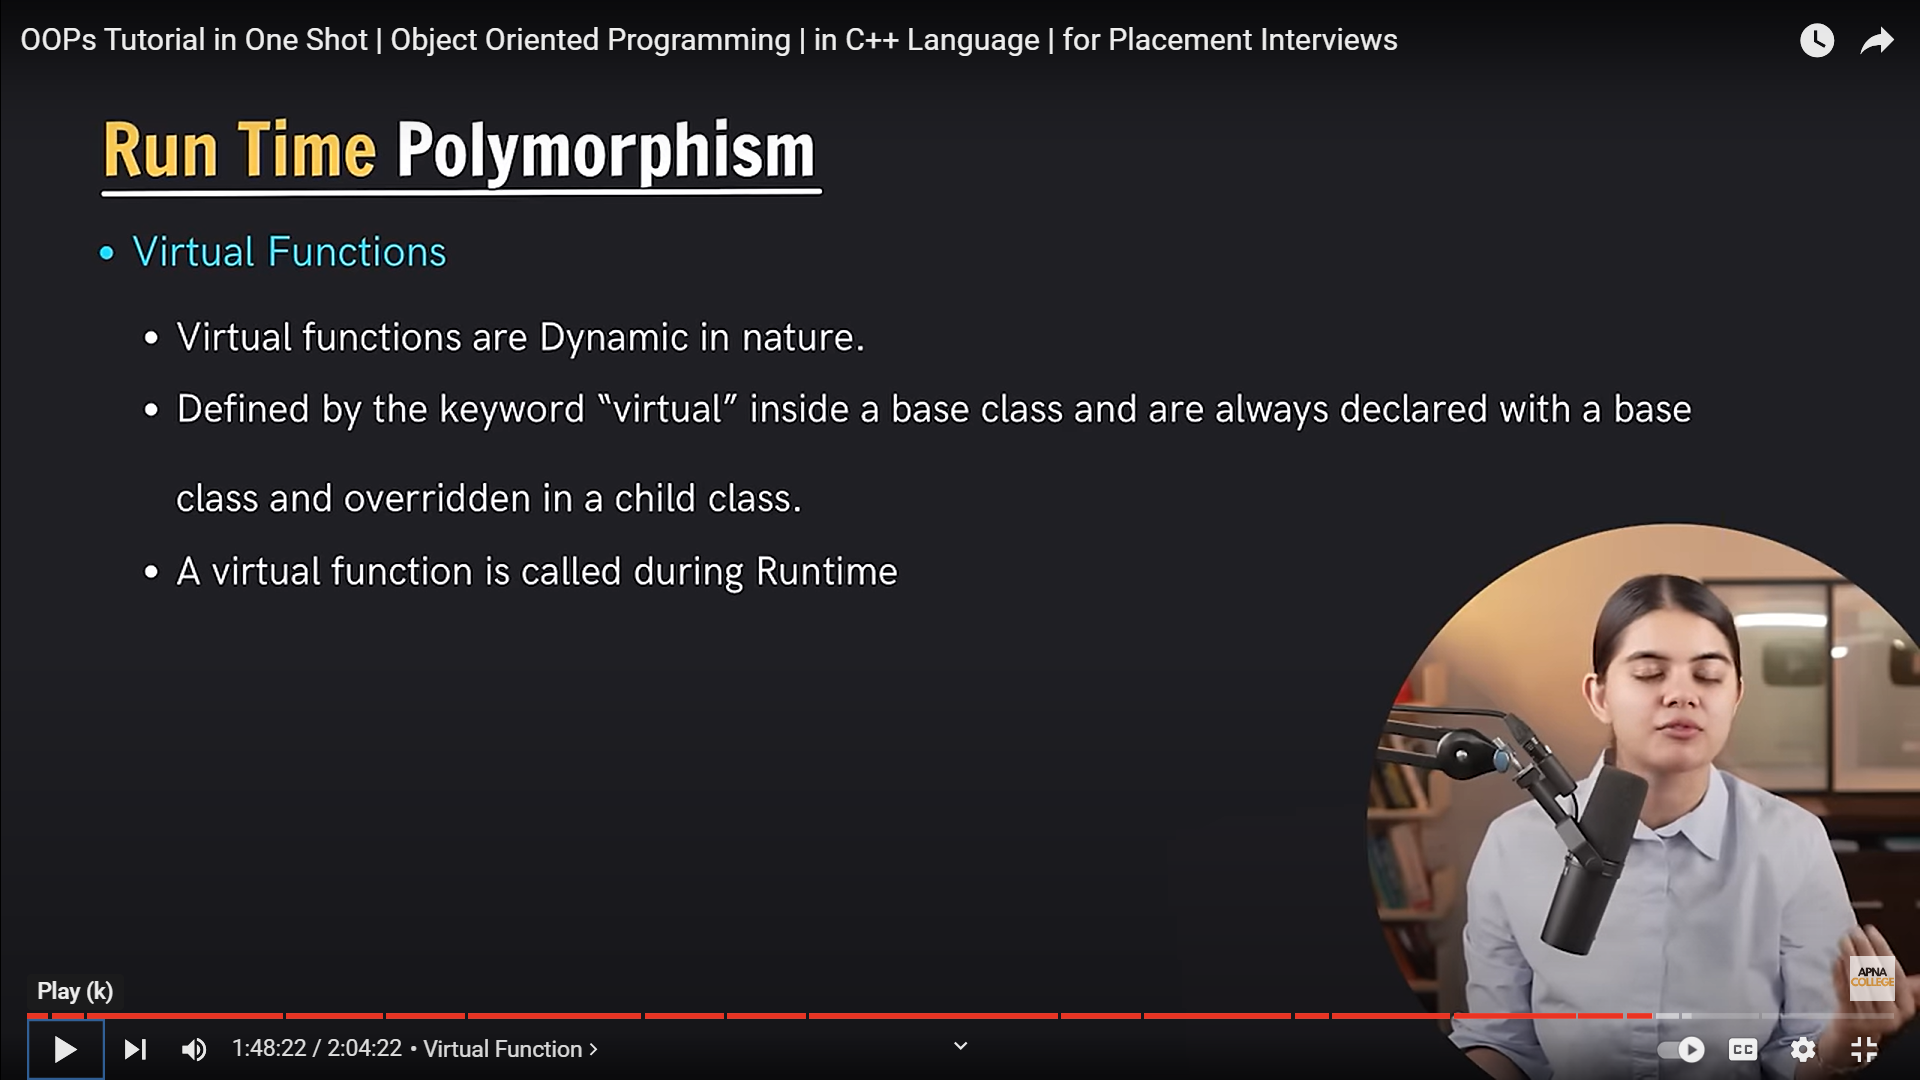 OOPs Tutorial in One Shot | Object Oriented Programming | in C++ Language | for Placement Interviews
Run Time Polymorphism
• Virtual Functions
• Virtual functions are Dynamic in nature.
• Defined by the keyword “virtual” inside a base class and are always declared with a base
class and overridden in a child class.
• A virtual function is called during Runtime
APNA
COLLEGE
Play (k)
1:48:22 / 2:04:22 • Virtual Function ›
CC